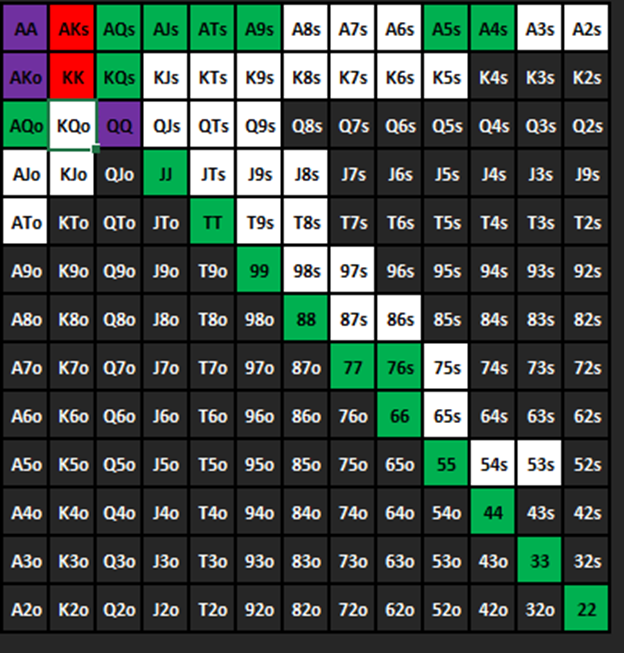 AA AKs AQs AJs ATs A9s A8s A7s A6s A5s A4s A3s A2s
AKo KK KQs KJs KTs K9s K8s K7s K6s K5s K4s K3s K2s
AQo KQo QQ QJs QTs Q9s Q8s Q7s Q6s Q5s Q4s Q3s Q2s
AJo KJo QJo JJ JTs J9s J8s J7s J6s J5s J4s J3s J9s
ATo KTo QTo JTo TT T9s T8s T7s T6s T5s T4s T3s T2s
A9o K9o Q9o J9o T9o 99 98s 97s 96s 95s 94s 93s 92s
A8o K8o Q8o J8o T8o 98o 88 87s 86s 85s 84s 83s 82s
A7o K7o Q7o J7o T7o 97o 87o 77 76s 75s 74s 73s 72s
A6o K6o Q6o J6o T6o 96o 86o 76o 66 65s 64s 63s 62s
A5o K5o Q5o J5o T5o 95o 85o 75o 65o 55 54s 53s 52s
A4o K4o Q4o J4o T4o 94o 84o 74o 64o 54o 44 43s 42s
A3o K3o Q3o J3o T3o 93o 83o 73o 63o 53o 43o 33 32s
A2o K2o Q2o J2o T2o 92o 82o 72o 62o 52o 42o 32o 22